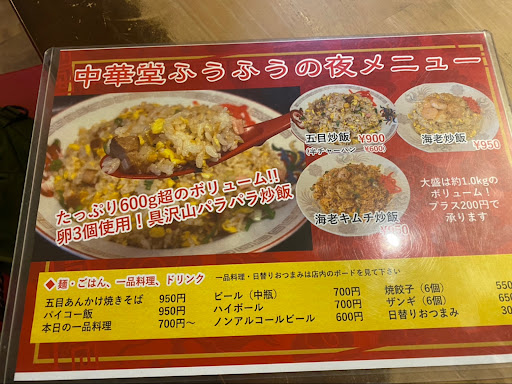 中華堂ふうふうの夜メニュー
たっぷり600g超のボリューム!!
卵3個使用！具沢山パラパラ炒飯
五目炒飯 ¥900
(半チャーハン ¥600)
海老炒飯
¥950
海老キムチ炒飯
大盛は約1.0kgの
ボリューム！
プラス200円で
承ります
◆麺・ごはん、一品料理、ドリンク
一品料理・日替りおつまみは店内のボードを見て下さい
五目あんかけ焼きそば 950円
パイコー飯 950円
本日の一品料理 700円～
ビール（中瓶） 700円
ハイボール 700円
ノンアルコールビール 600円
焼餃子（6個） 550
ザンギ（6個）
日替りおつまみ